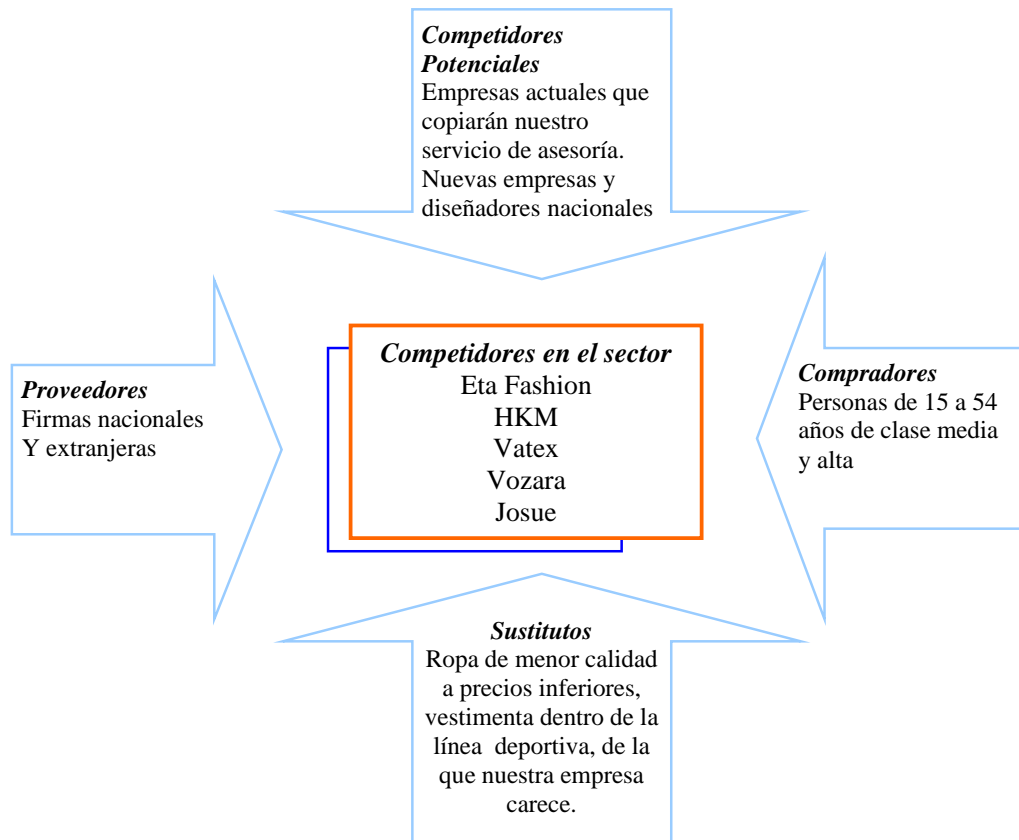 Competidores
Potenciales
Empresas actuales que
copiarán nuestro
servicio de asesoría.
Nuevas empresas y
diseñadores nacionales
Proveedores
Firmas nacionales
Y extranjeras
Competidores en el sector
Eta Fashion
HKM
Vatex
Vozara
Josue
Compradores
Personas de 15 a 54
años de clase media
y alta
Sustitutos
Ropa de menor calidad
a precios inferiores,
vestimenta dentro de la
línea deportiva, de la
que nuestra empresa
carece.